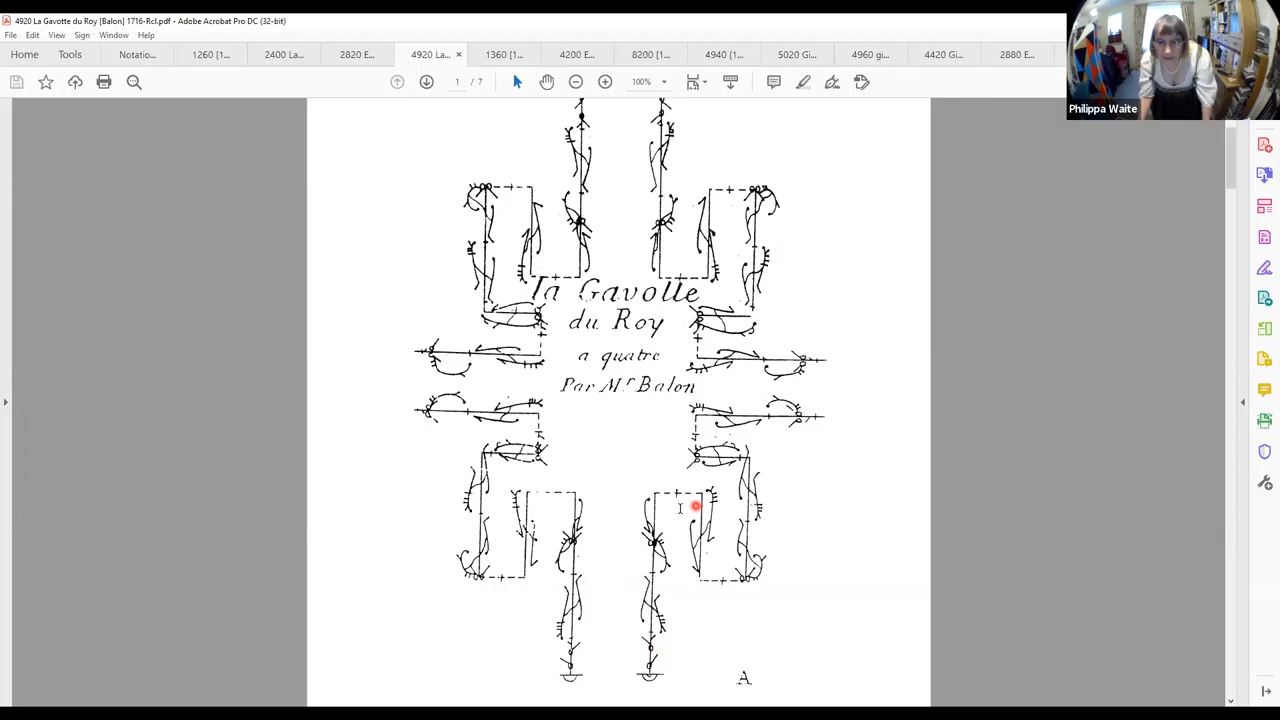 4920 La Gavotte du Roy [Balon] 1716-Rcl.pdf - Adobe Acrobat Pro DC (32-bit)
File Edit View Sign Window Help
Home Tools Notatio... 1260 [1... 2400 La... 2820 E... 4920 La... × 1360 [1... 4200 E... 8200 [1... 4940 [1... 5020 Gi... 4960 gi... 4420 Gi... 2880 E...
1 / 7 100%
Philippa Waite
la Gavotte
du Roy
a quatre
Par Mr Balon
A